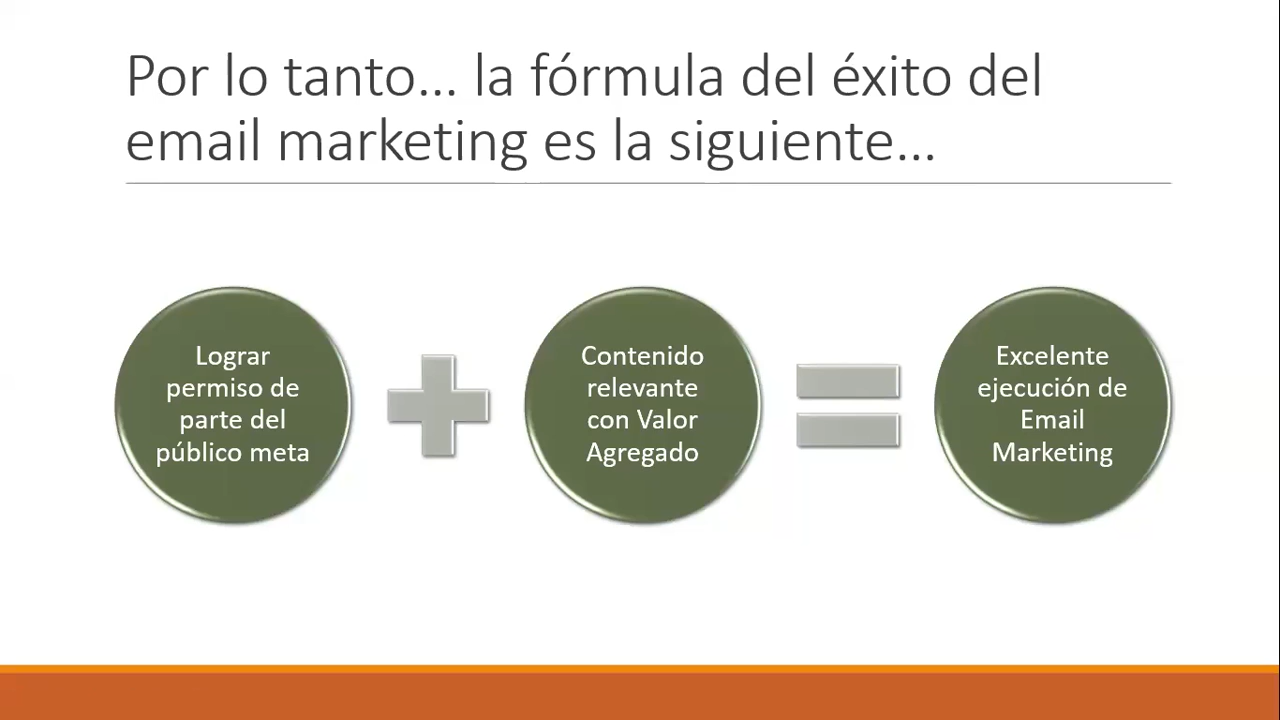 Por lo tanto... la fórmula del éxito del
email marketing es la siguiente...
Lograr
permiso de
parte del
público meta
Contenido
relevante
con Valor
Agregado
Excelente
ejecución de
Email
Marketing